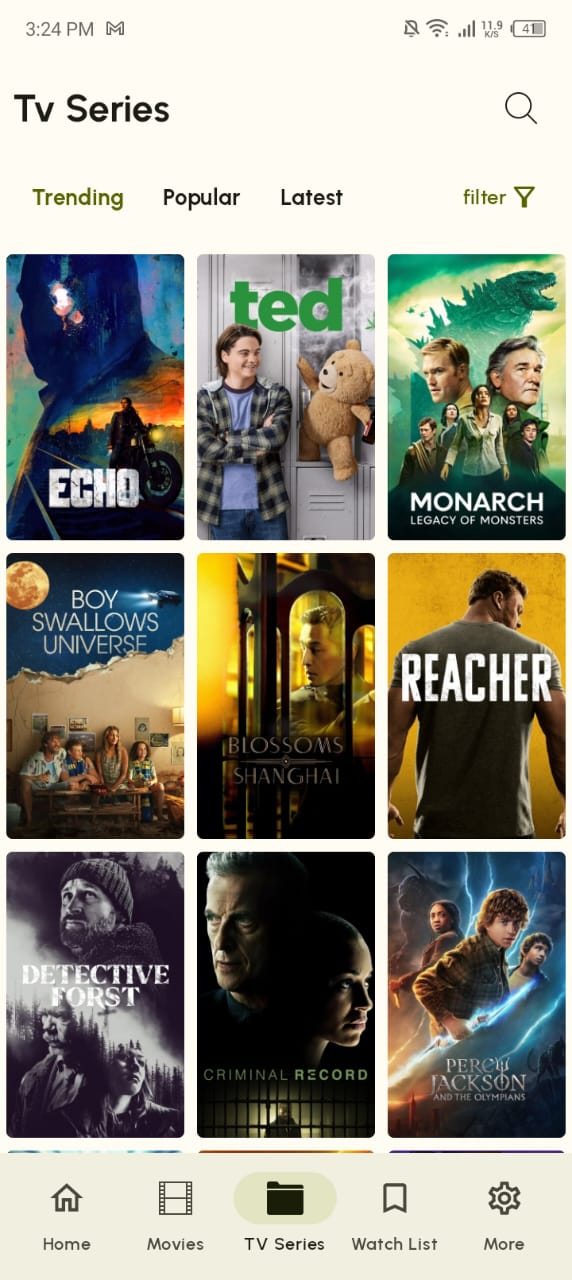 3:24 PM
11.9
K/S
41
Tv Series
Trending
Popular
Latest
filter
ECHO
ted
MONARCH
LEGACY OF MONSTERS
BOY
SWALLOWS
UNIVERSE
BLOSSOMS
SHANGHAI
REACHER
DETECTIVE
FORST
CRIMINAL RECORD
PERCY
JACKSON
AND THE OLYMPIANS
Home
Movies
TV Series
Watch List
More